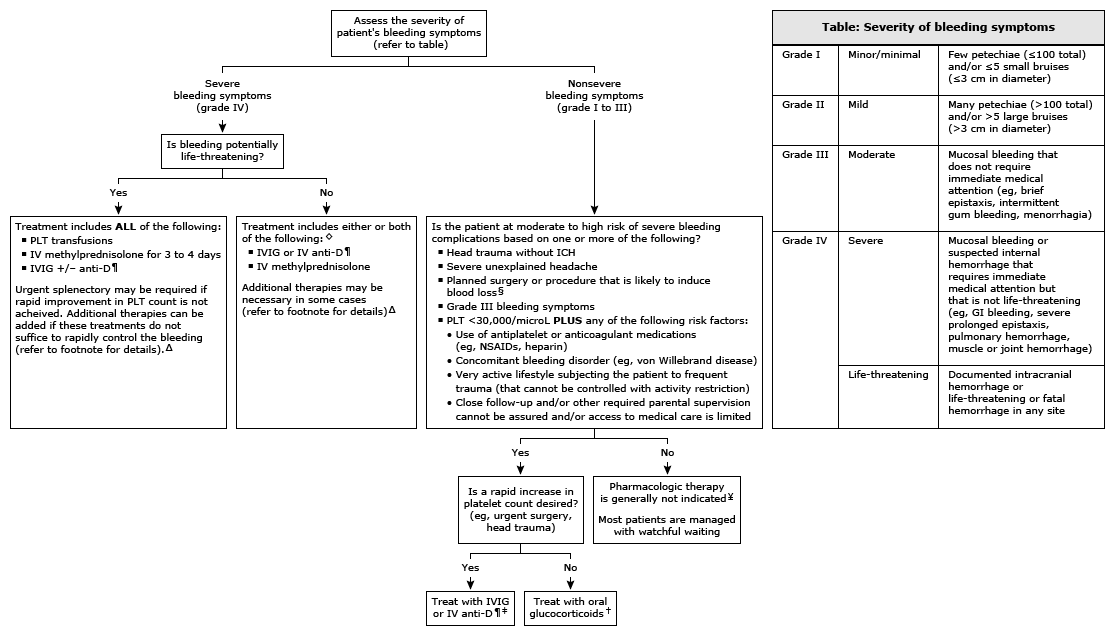 Assess the severity of
patient's bleeding symptoms
(refer to table)
Severe
bleeding symptoms
(grade IV)
Nonsevere
bleeding symptoms
(grade I to III)
Is bleeding potentially
life-threatening?
Yes
No
Treatment includes ALL of the following:
▪ PLT transfusions
▪ IV methylprednisolone for 3 to 4 days
▪ IVIG +/– anti-D¶
Urgent splenectory may be required if
rapid improvement in PLT count is not
acheived. Additional therapies can be
added if these treatments do not
suffice to rapidly control the bleeding
(refer to footnote for details).Δ
Treatment includes either or both
of the following:◇
▪ IVIG or IV anti-D¶
▪ IV methylprednisolone
Additional therapies may be
necessary in some cases
(refer to footnote for details)Δ
Is the patient at moderate to high risk of severe bleeding
complications based on one or more of the following?
▪ Head trauma without ICH
▪ Severe unexplained headache
▪ Planned surgery or procedure that is likely to induce
blood loss§
▪ Grade III bleeding symptoms
▪ PLT <30,000/microL PLUS any of the following risk factors:
• Use of antiplatelet or anticoagulant medications
(eg, NSAIDs, heparin)
• Concomitant bleeding disorder (eg, von Willebrand disease)
• Very active lifestyle subjecting the patient to frequent
trauma (that cannot be controlled with activity restriction)
• Close follow-up and/or other required parental supervision
cannot be assured and/or access to medical care is limited
Yes
No
Is a rapid increase in
platelet count desired?
(eg, urgent surgery,
head trauma)
Pharmacologic therapy
is generally not indicated¥
Most patients are managed
with watchful waiting
Yes
No
Treat with IVIG
or IV anti-D¶‡
Treat with oral
glucocorticoids†
Table: Severity of bleeding symptoms
Grade I
Minor/minimal
Few petechiae (≤100 total)
and/or ≤5 small bruises
(≤3 cm in diameter)
Grade II
Mild
Many petechiae (>100 total)
and/or >5 large bruises
(>3 cm in diameter)
Grade III
Moderate
Mucosal bleeding that
does not require
immediate medical
attention (eg, brief
epistaxis, intermittent
gum bleeding, menorrhagia)
Grade IV
Severe
Mucosal bleeding or
suspected internal
hemorrhage that
requires immediate
medical attention but
that is not life-threatening
(eg, GI bleeding, severe
prolonged epistaxis,
pulmonary hemorrhage,
muscle or joint hemorrhage)
Life-threatening
Documented intracranial
hemorrhage or
life-threatening or fatal
hemorrhage in any site